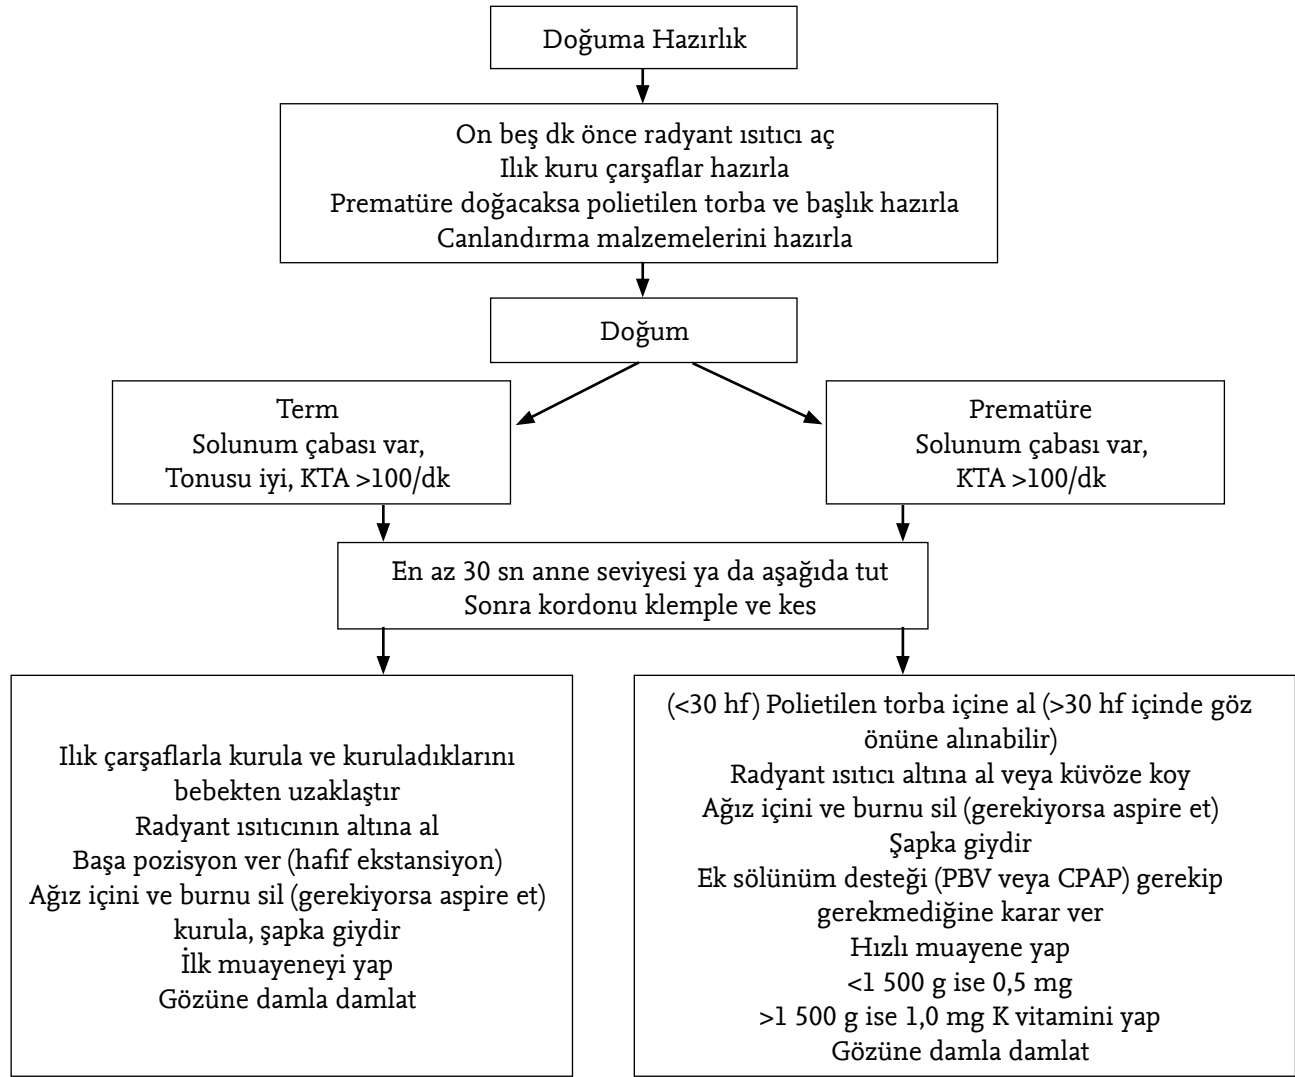 Doğuma Hazırlık
On beş dk önce radyant ısıtıcı aç
Ilık kuru çarşaflar hazırla
Prematüre doğacaksa polietilen torba ve başlık hazırla
Canlandırma malzemelerini hazırla
Doğum
Term
Solunum çabası var,
Tonusu iyi, KTA >100/dk
Prematüre
Solunum çabası var,
KTA >100/dk
En az 30 sn anne seviyesi ya da aşağıda tut
Sonra kordonu klemple ve kes
Ilık çarşaflarla kurula ve kuruladıklarını
bebekten uzaklaştır
Radyant ısıtıcının altına al
Başa pozisyon ver (hafif ekstansiyon)
Ağız içini ve burnu sil (gerekiyorsa aspire et)
kurula, şapka giydir
İlk muayeneyi yap
Gözüne damla damlat
(<30 hf) Polietilen torba içine al (>30 hf içinde göz
önüne alınabilir)
Radyant ısıtıcı altına al veya küvöze koy
Ağız içini ve burnu sil (gerekiyorsa aspire et)
Şapka giydir
Ek sölünüm desteği (PBV veya CPAP) gerekip
gerekmediğine karar ver
Hızlı muayene yap
<1 500 g ise 0,5 mg
>1 500 g ise 1,0 mg K vitamini yap
Gözüne damla damlat